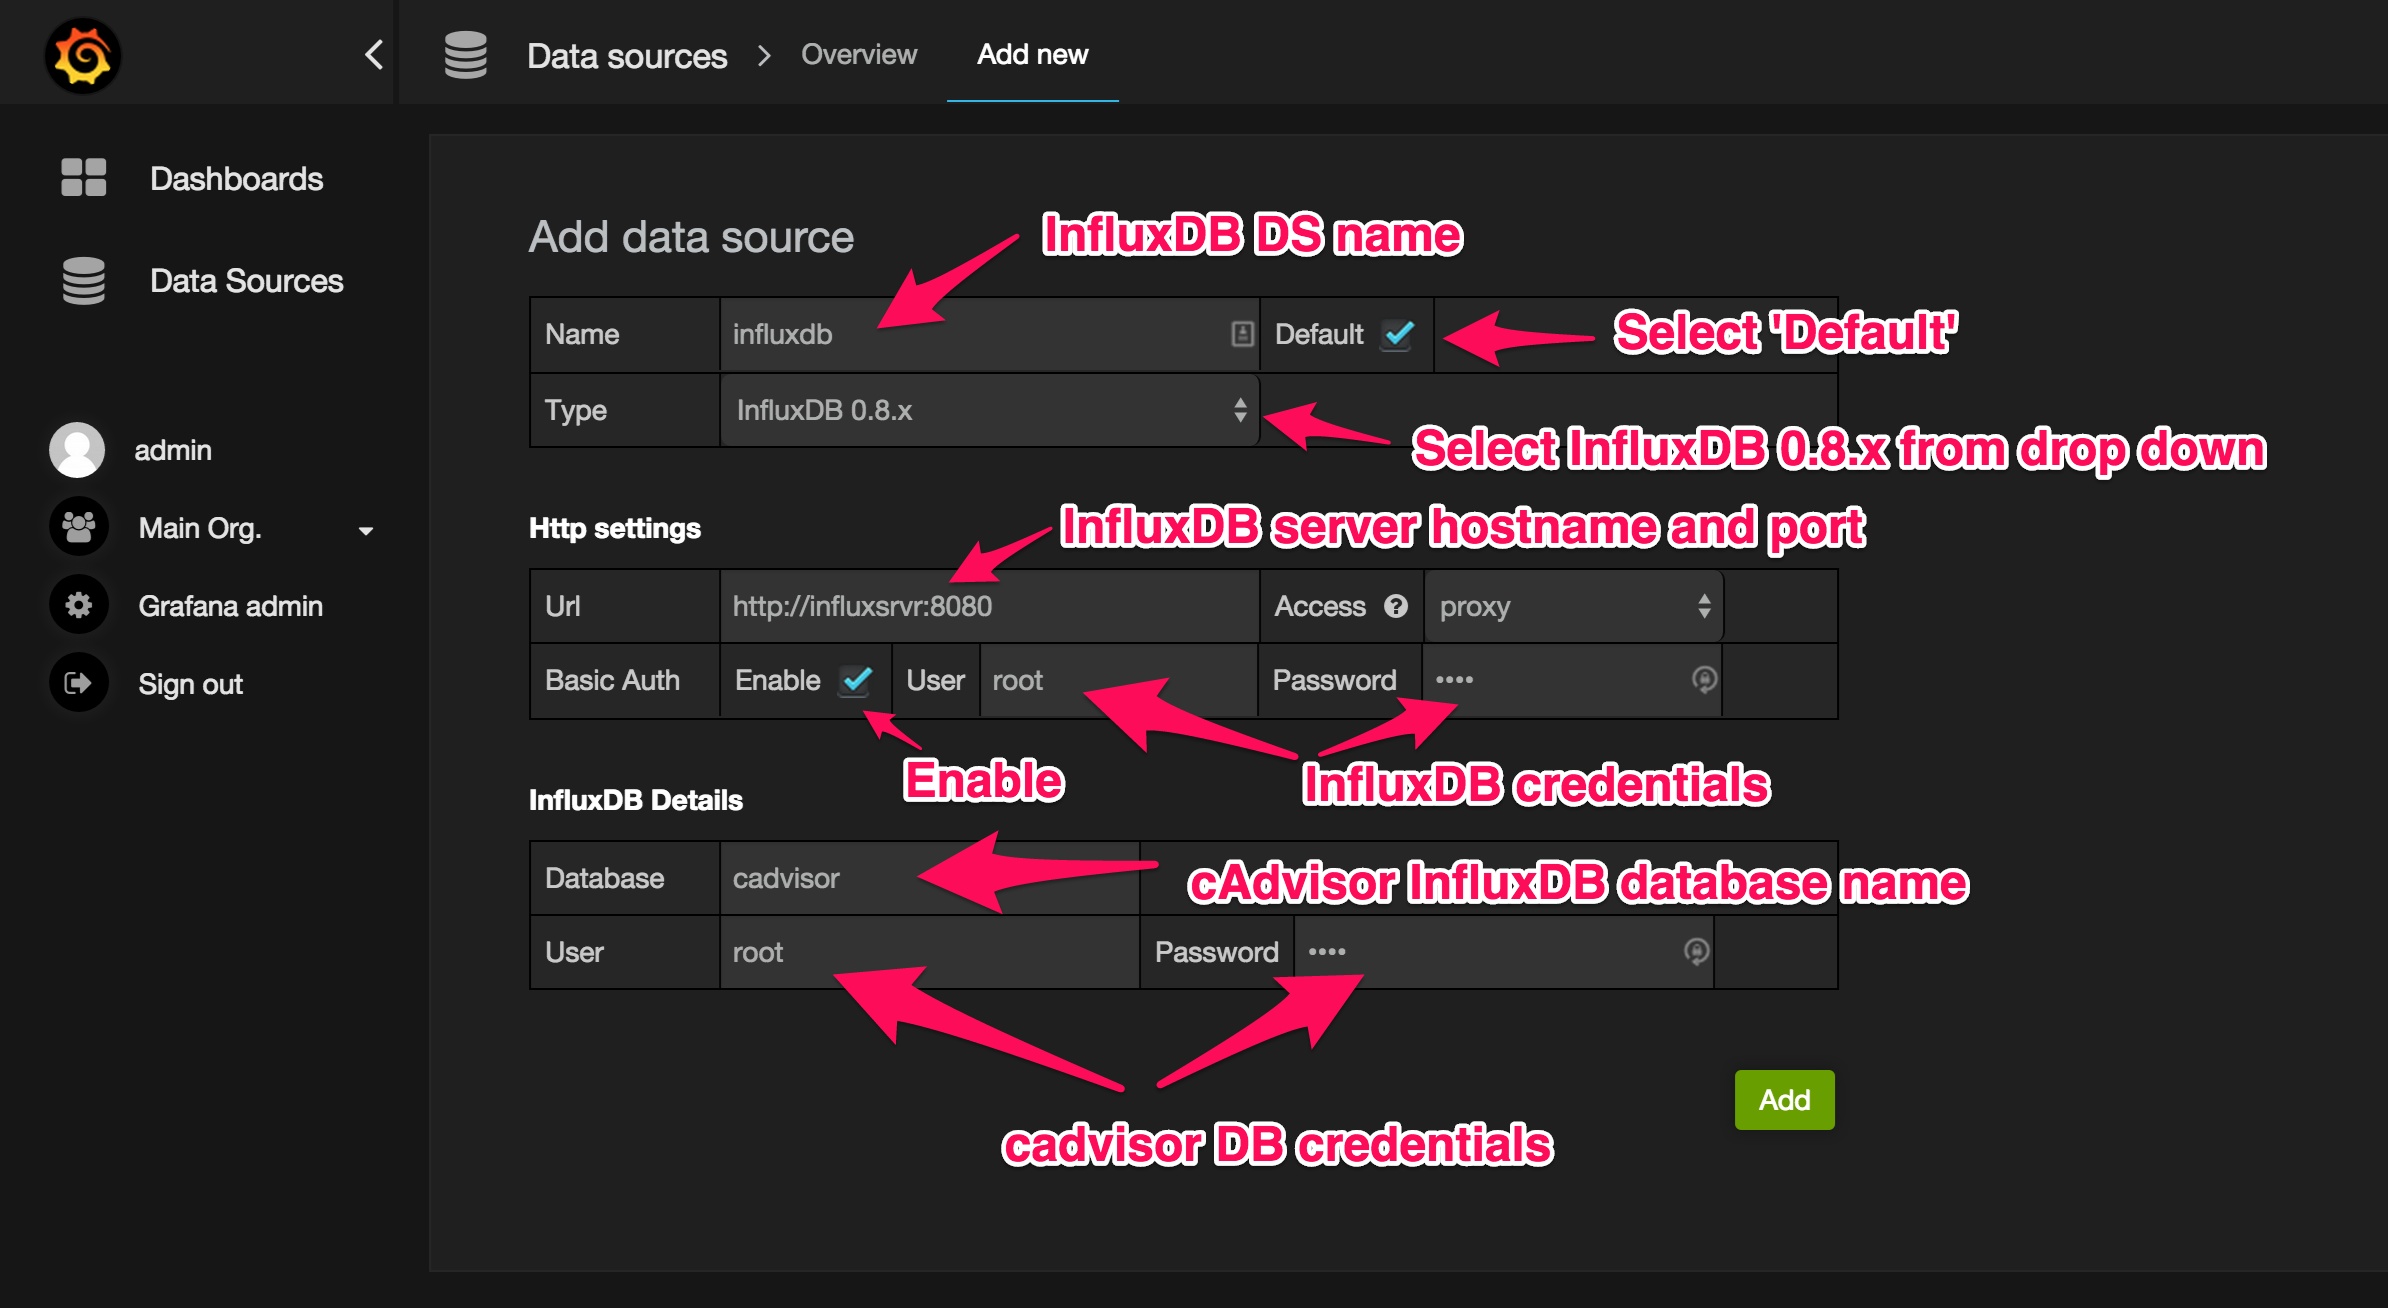 Data sources Overview Add new
Dashboards
Data Sources
admin
Main Org.
Grafana admin
Sign out
Add data source
InfluxDB DS name
Name influxdb Default
Select 'Default'
Type InfluxDB 0.8.x
Select InfluxDB 0.8.x from drop down
Http settings
InfluxDB server hostname and port
Url http://influxsrvr:8080 Access ? proxy
Basic Auth Enable User root Password ••••
Enable
InfluxDB credentials
InfluxDB Details
Database cadvisor
cAdvisor InfluxDB database name
User root Password ••••
Add
cadvisor DB credentials